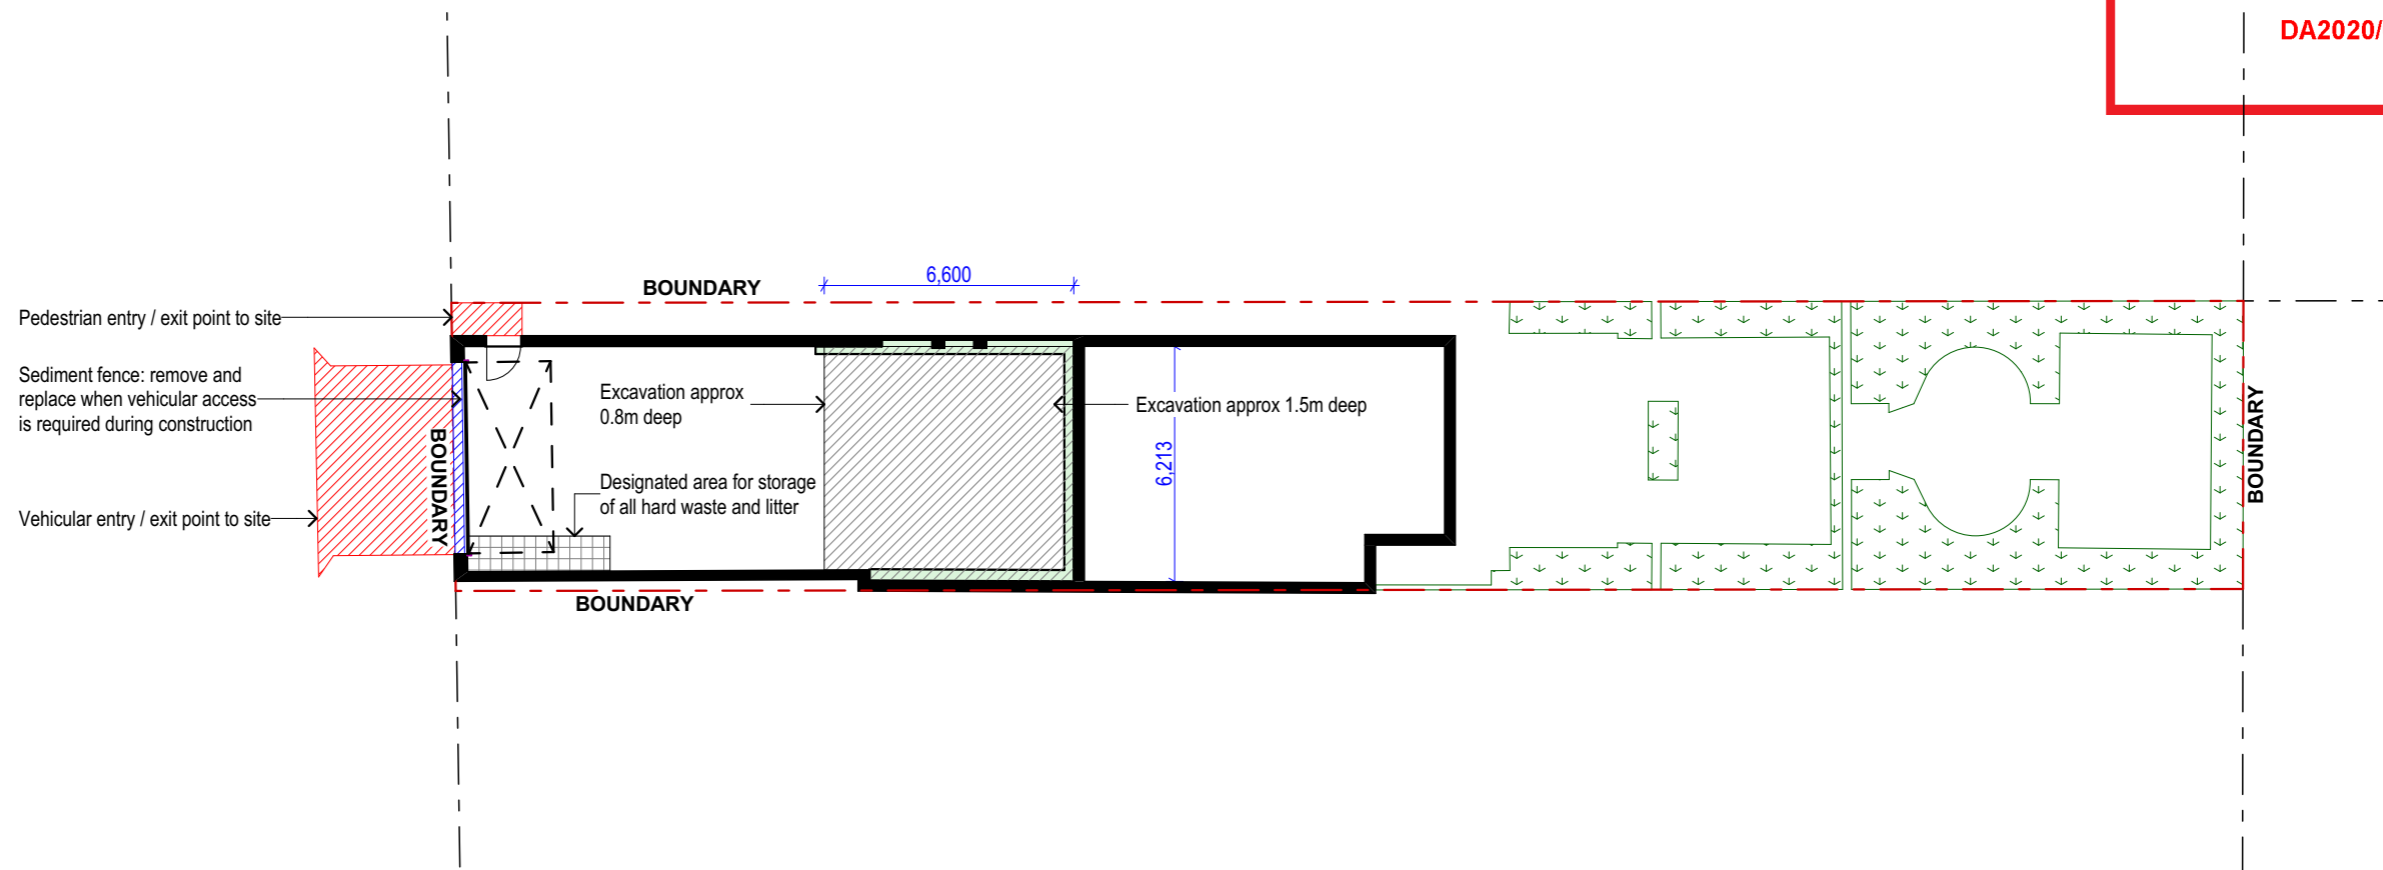 DA2020/
6,600
BOUNDARY
Pedestrian entry / exit point to site
Sediment fence: remove and
replace when vehicular access
is required during construction
Excavation approx
0.8m deep
Excavation approx 1.5m deep
BOUNDARY
BOUNDARY
6,213
Designated area for storage
of all hard waste and litter
Vehicular entry / exit point to site
BOUNDARY